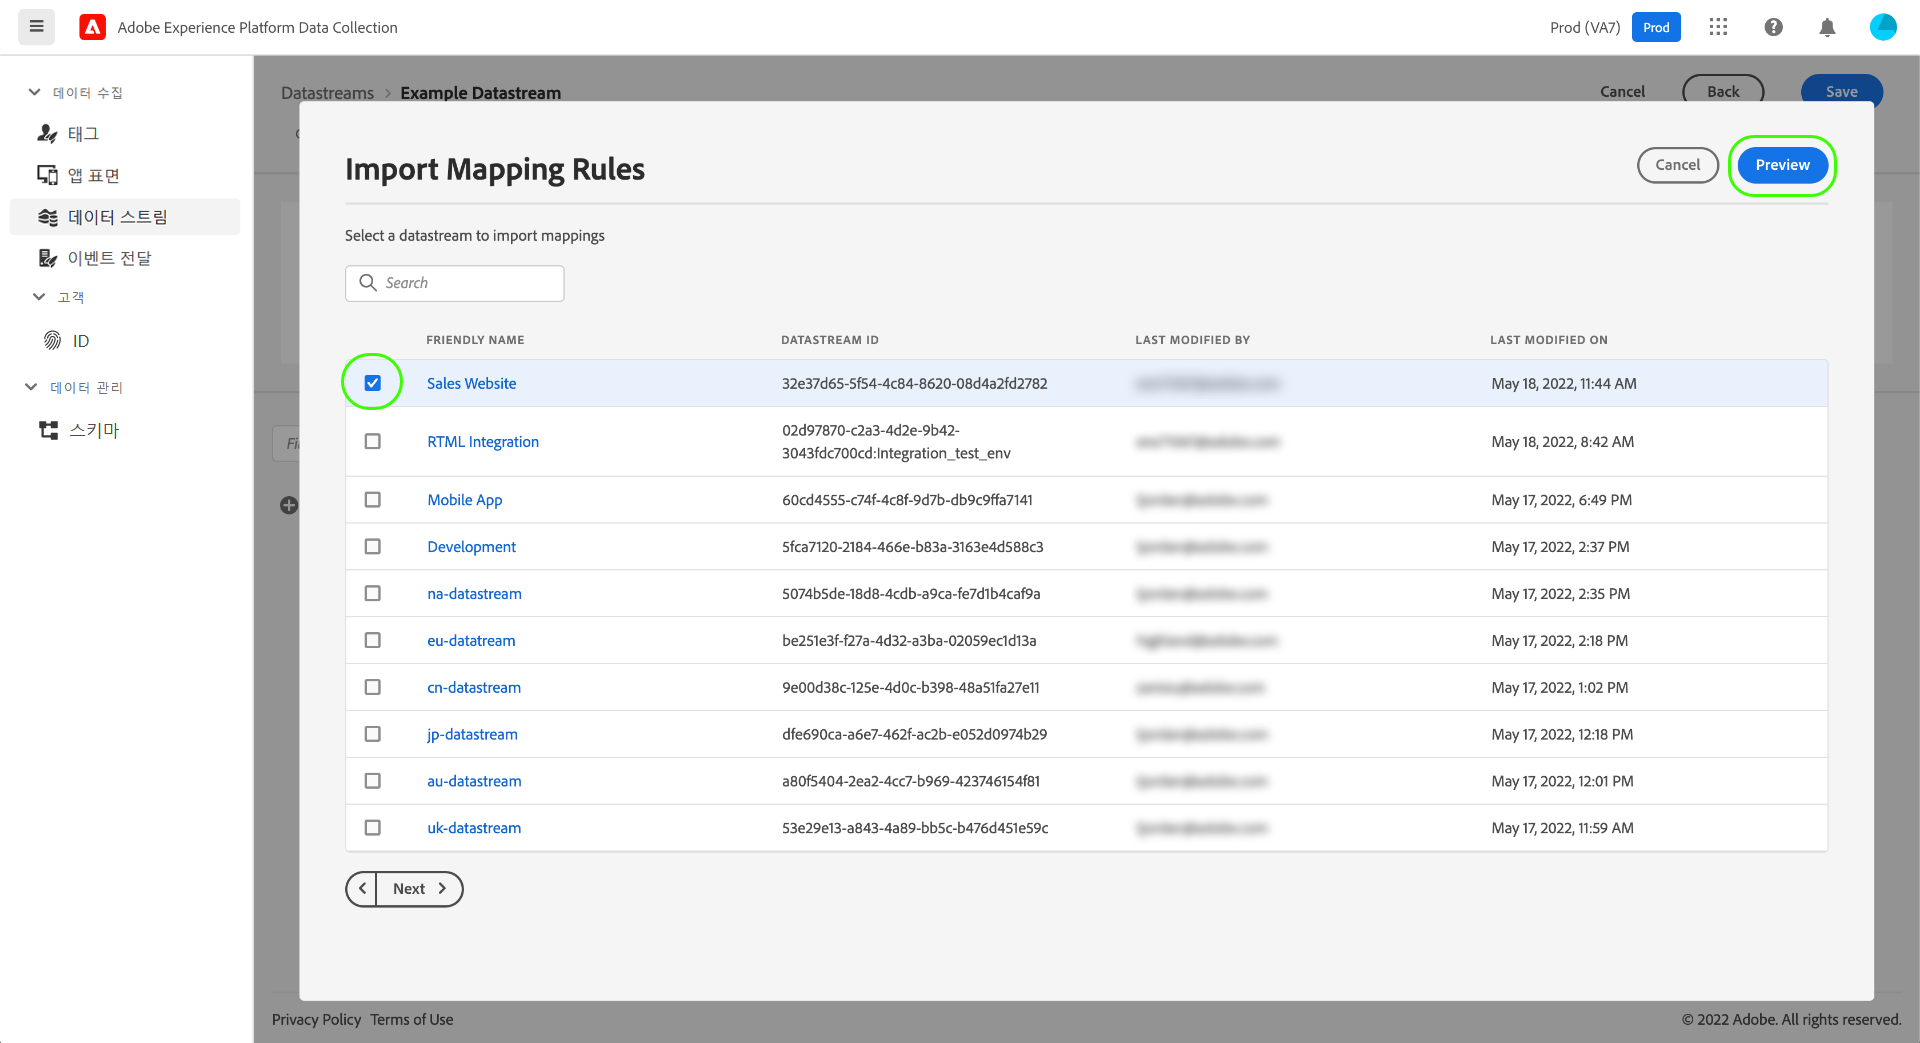 Adobe Experience Platform Data Collection
Prod (VA7) Prod
데이터 수집
태그
앱 표면
데이터 스트림
이벤트 전달
고객
ID
데이터 관리
스키마
Datastreams > Example Datastream
Cancel Back Save
Import Mapping Rules
Cancel Preview
Select a datastream to import mappings
Search
FRIENDLY NAME DATASTREAM ID LAST MODIFIED BY LAST MODIFIED ON
Sales Website 32e37d65-5f54-4c84-8620-08d4a2fd2782 May 18, 2022, 11:44 AM
RTML Integration 02d97870-c2a3-4d2e-9b42-
3043fdc700cd:Integration_test_env May 18, 2022, 8:42 AM
Mobile App 60cd4555-c74f-4c8f-9d7b-db9c9ffa7141 May 17, 2022, 6:49 PM
Development 5fca7120-2184-466e-b83a-3163e4d588c3 May 17, 2022, 2:37 PM
na-datastream 5074b5de-18d8-4cdb-a9ca-fe7d1b4caf9a May 17, 2022, 2:35 PM
eu-datatream be251e3f-f27a-4d32-a3ba-02059ec1d13a May 17, 2022, 2:18 PM
cn-datastream 9e00d38c-125e-4d0c-b398-48a51fa27e11 May 17, 2022, 1:02 PM
jp-datastream dfe690ca-a6e7-462f-ac2b-e052d0974b29 May 17, 2022, 12:18 PM
au-datastream a80f5404-2ea2-4cc7-b969-423746154f81 May 17, 2022, 12:01 PM
uk-datastream 53e29e13-a843-4a89-bb5c-b476d451e59c May 17, 2022, 11:59 AM
Next
Privacy Policy Terms of Use
© 2022 Adobe. All rights reserved.